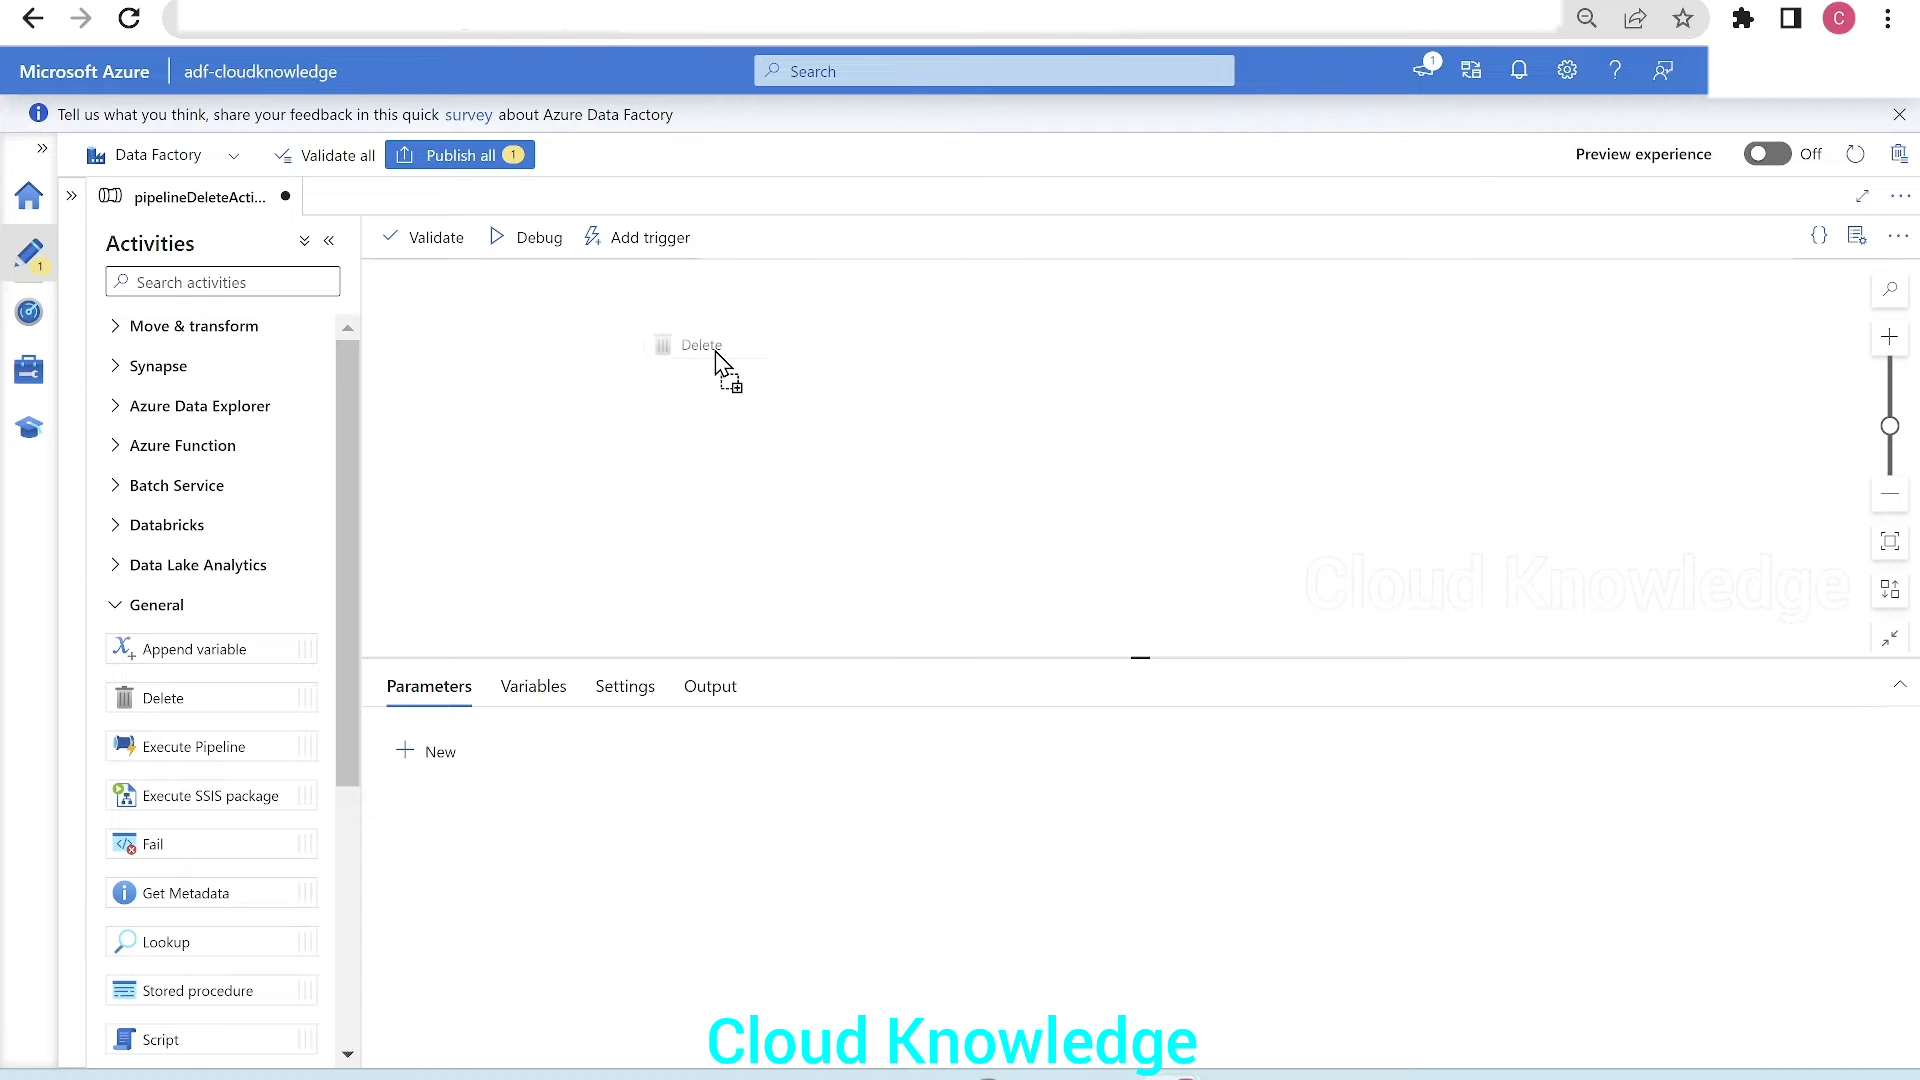 C
Microsoft Azure
adf-cloudknowledge
Search
1
Tell us what you think, share your feedback in this quick survey about Azure Data Factory
Data Factory
Validate all
Publish all 1
Preview experience
Off
pipelineDeleteActi...
1
Activities
Validate
Debug
Add trigger
Search activities
Move & transform
Delete
Synapse
Azure Data Explorer
Azure Function
Batch Service
Databricks
Data Lake Analytics
Cloud Knowledge
General
Append variable
Delete
Execute Pipeline
Execute SSIS package
Fail
Get Metadata
Lookup
Stored procedure
Script
Parameters
Variables
Settings
Output
New
Cloud Knowledge